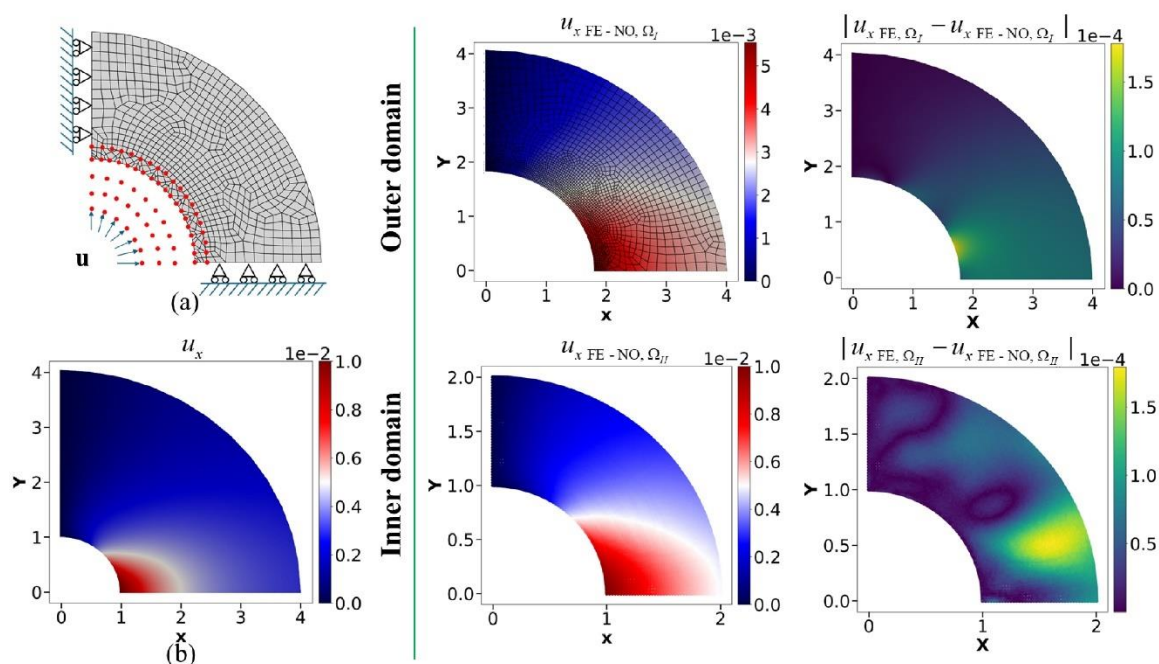 u
(a)
u_x
1e−2
4
3
2
1
0
Y
0 1 2 3 4
X
1.0
0.8
0.6
0.4
0.2
0.0
(b)
Outer domain
u_x FE - NO, Ω_I
1e−3
4
3
2
1
0
Y
0 1 2 3 4
X
5
4
3
2
1
0
| u_x FE, Ω_I − u_x FE - NO, Ω_I |
1e−4
4
3
2
1
0
Y
0 1 2 3 4
X
1.5
1.0
0.5
0.0
Inner domain
u_x FE - NO, Ω_II
1e−2
2.0
1.5
1.0
0.5
0.0
Y
0 1 2
X
1.0
0.8
0.6
0.4
0.2
0.0
| u_x FE, Ω_II − u_x FE - NO, Ω_II |
1e−4
2.0
1.5
1.0
0.5
0.0
Y
0 1 2
X
1.5
1.0
0.5